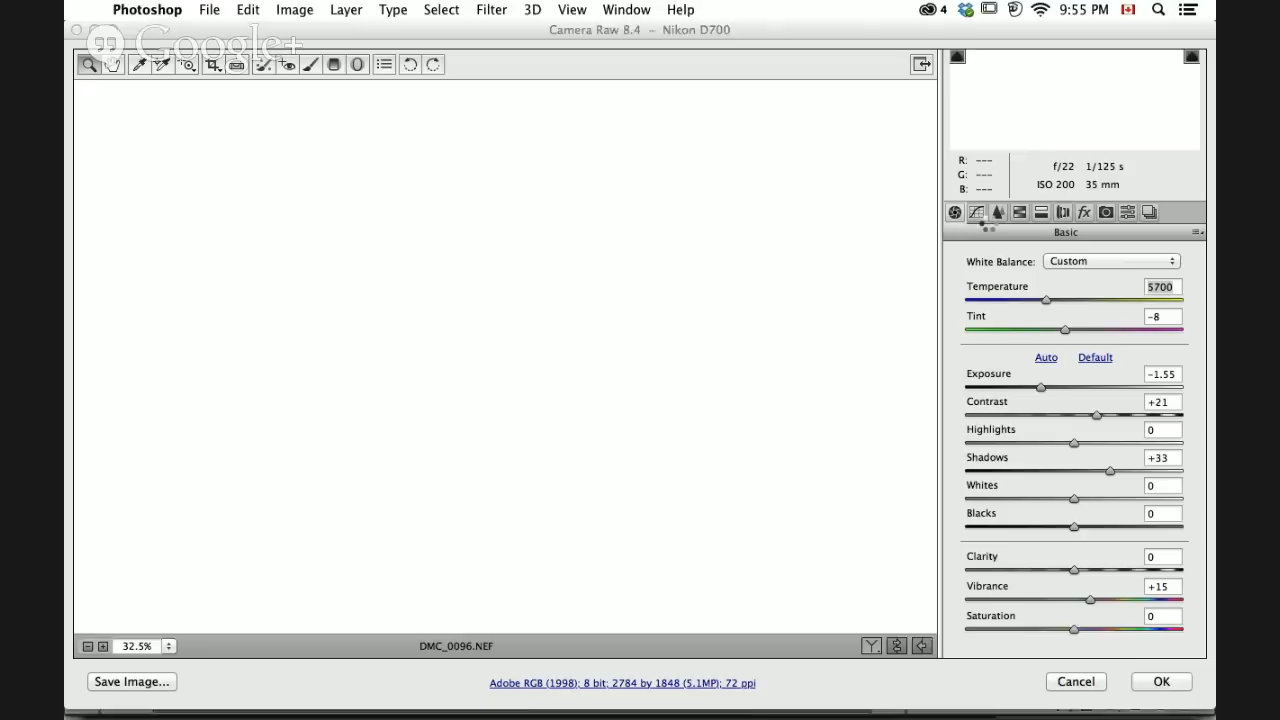 Photoshop File Edit Image Layer Type Select Filter 3D View Window Help 4 9:55 PM
Google+
Camera Raw 8.4 - Nikon D700
R: ---
G: ---
B: ---
f/22 1/125 s
ISO 200 35 mm
fx
Basic
White Balance: Custom
Temperature 5700
Tint -8
Auto Default
Exposure -1.55
Contrast +21
Highlights 0
Shadows +33
Whites 0
Blacks 0
Clarity 0
Vibrance +15
Saturation 0
32.5% DMC_0096.NEF Y
Save Image... Adobe RGB (1998); 8 bit; 2784 by 1848 (5.1MP); 72 ppi Cancel OK